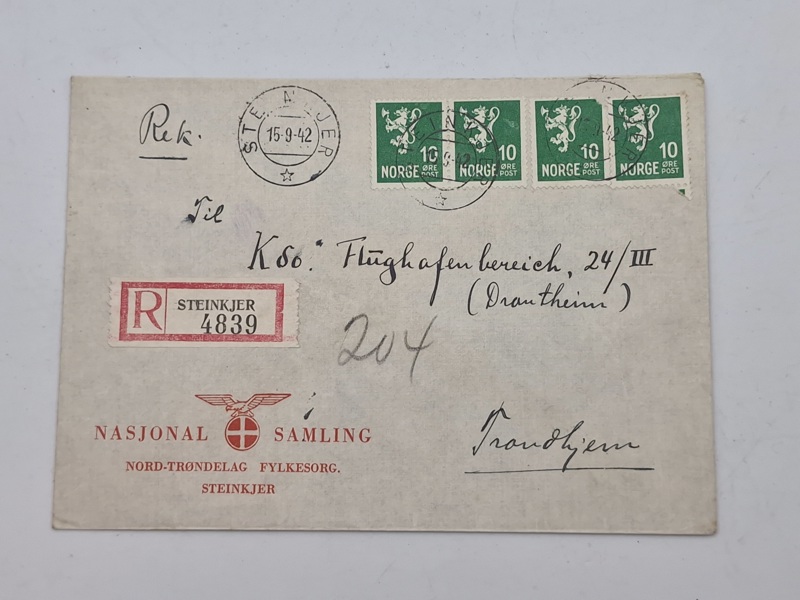 Rek.
STEINKJER
15-9-42
10 10 10 10
NORGE ØRE POST NORGE ØRE POST NORGE ØRE POST NORGE ØRE POST
Til
Kdo: Flughafenbereich, 24/III
(Drontheim)
R STEINKJER
4839
204
NASJONAL SAMLING
NORD-TRØNDELAG FYLKESORG.
STEINKJER
Trondhjem